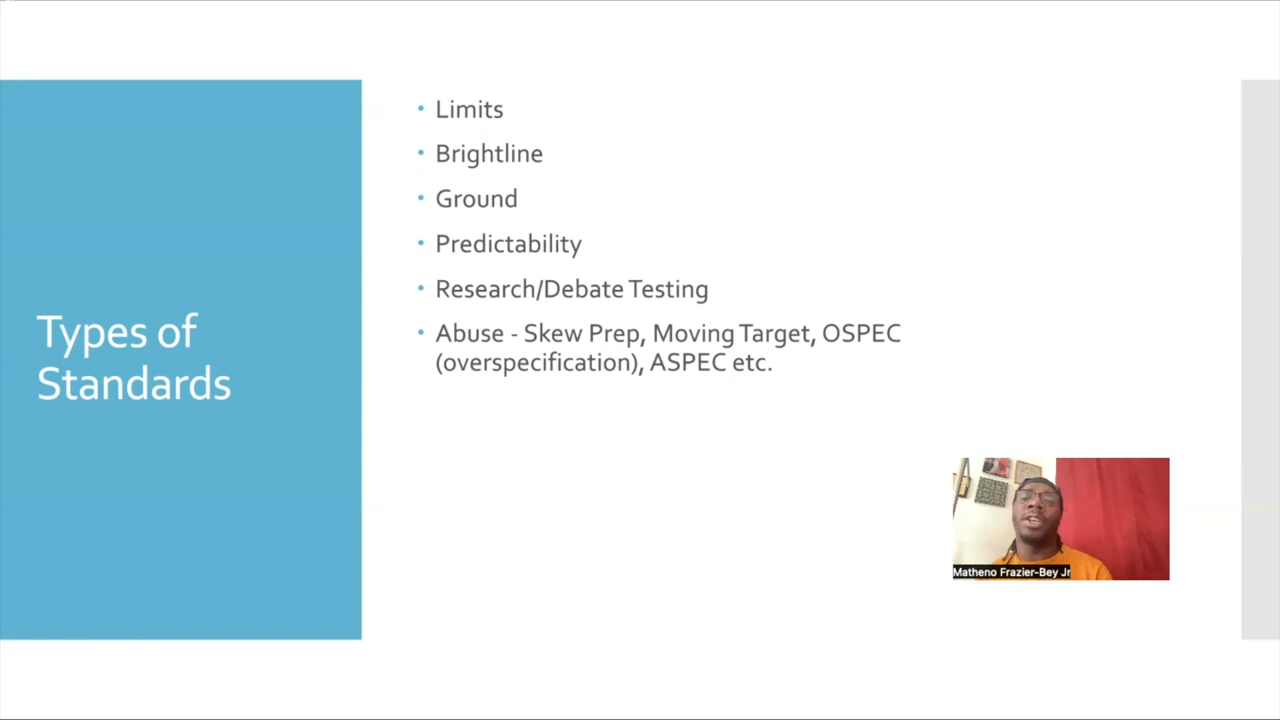 Types of
Standards
• Limits
• Brightline
• Ground
• Predictability
• Research/Debate Testing
• Abuse - Skew Prep, Moving Target, OSPEC
(overspecification), ASPEC etc.
Matheno Frazier-Bey Jr